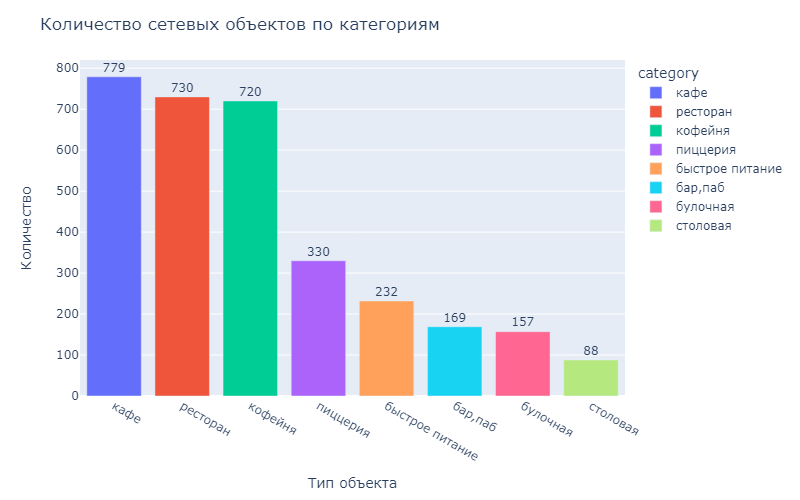 Количество сетевых объектов по категориям
Количество
800
700
600
500
400
300
200
100
0
779
730
720
330
232
169
157
88
кафе
ресторан
кофейня
пиццерия
быстрое питание
бар,паб
булочная
столовая
Тип объекта
category
кафе
ресторан
кофейня
пиццерия
быстрое питание
бар,паб
булочная
столовая